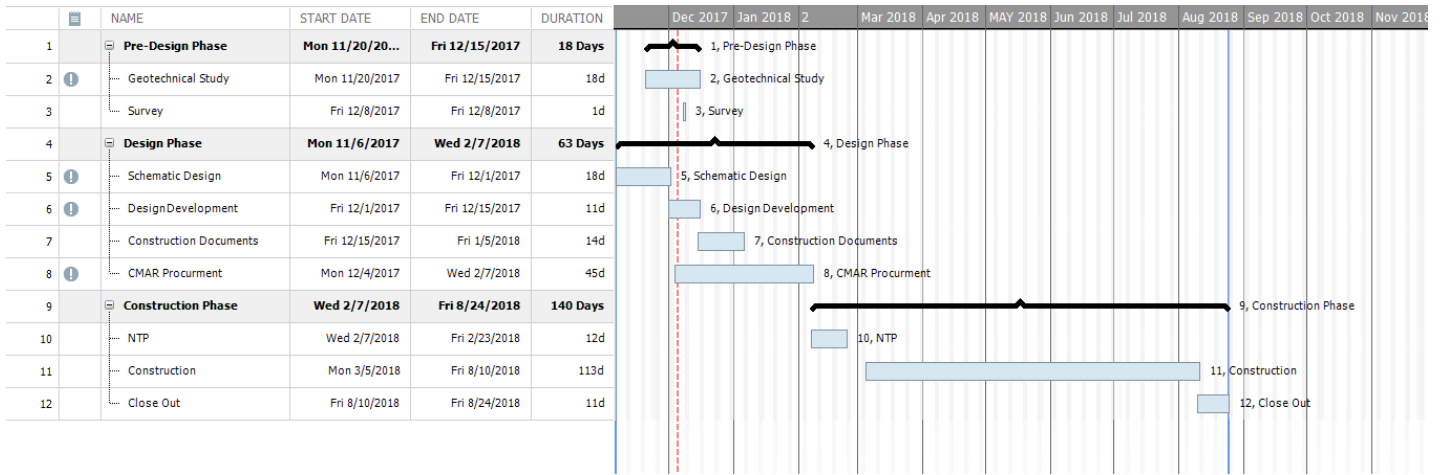 NAME START DATE END DATE DURATION Dec 2017 Jan 2018 2 Mar 2018 Apr 2018 MAY 2018 Jun 2018 Jul 2018 Aug 2018 Sep 2018 Oct 2018 Nov 2018
1 Pre-Design Phase Mon 11/20/20... Fri 12/15/2017 18 Days 1, Pre-Design Phase
2 Geotechnical Study Mon 11/20/2017 Fri 12/15/2017 18d 2, Geotechnical Study
3 Survey Fri 12/8/2017 Fri 12/8/2017 1d 3, Survey
4 Design Phase Mon 11/6/2017 Wed 2/7/2018 63 Days 4, Design Phase
5 Schematic Design Mon 11/6/2017 Fri 12/1/2017 18d 5, Schematic Design
6 Design Development Fri 12/1/2017 Fri 12/15/2017 11d 6, Design Development
7 Construction Documents Fri 12/15/2017 Fri 1/5/2018 14d 7, Construction Documents
8 CMAR Procurment Mon 12/4/2017 Wed 2/7/2018 45d 8, CMAR Procurment
9 Construction Phase Wed 2/7/2018 Fri 8/24/2018 140 Days 9, Construction Phase
10 NTP Wed 2/7/2018 Fri 2/23/2018 12d 10, NTP
11 Construction Mon 3/5/2018 Fri 8/10/2018 113d 11, Construction
12 Close Out Fri 8/10/2018 Fri 8/24/2018 11d 12, Close Out